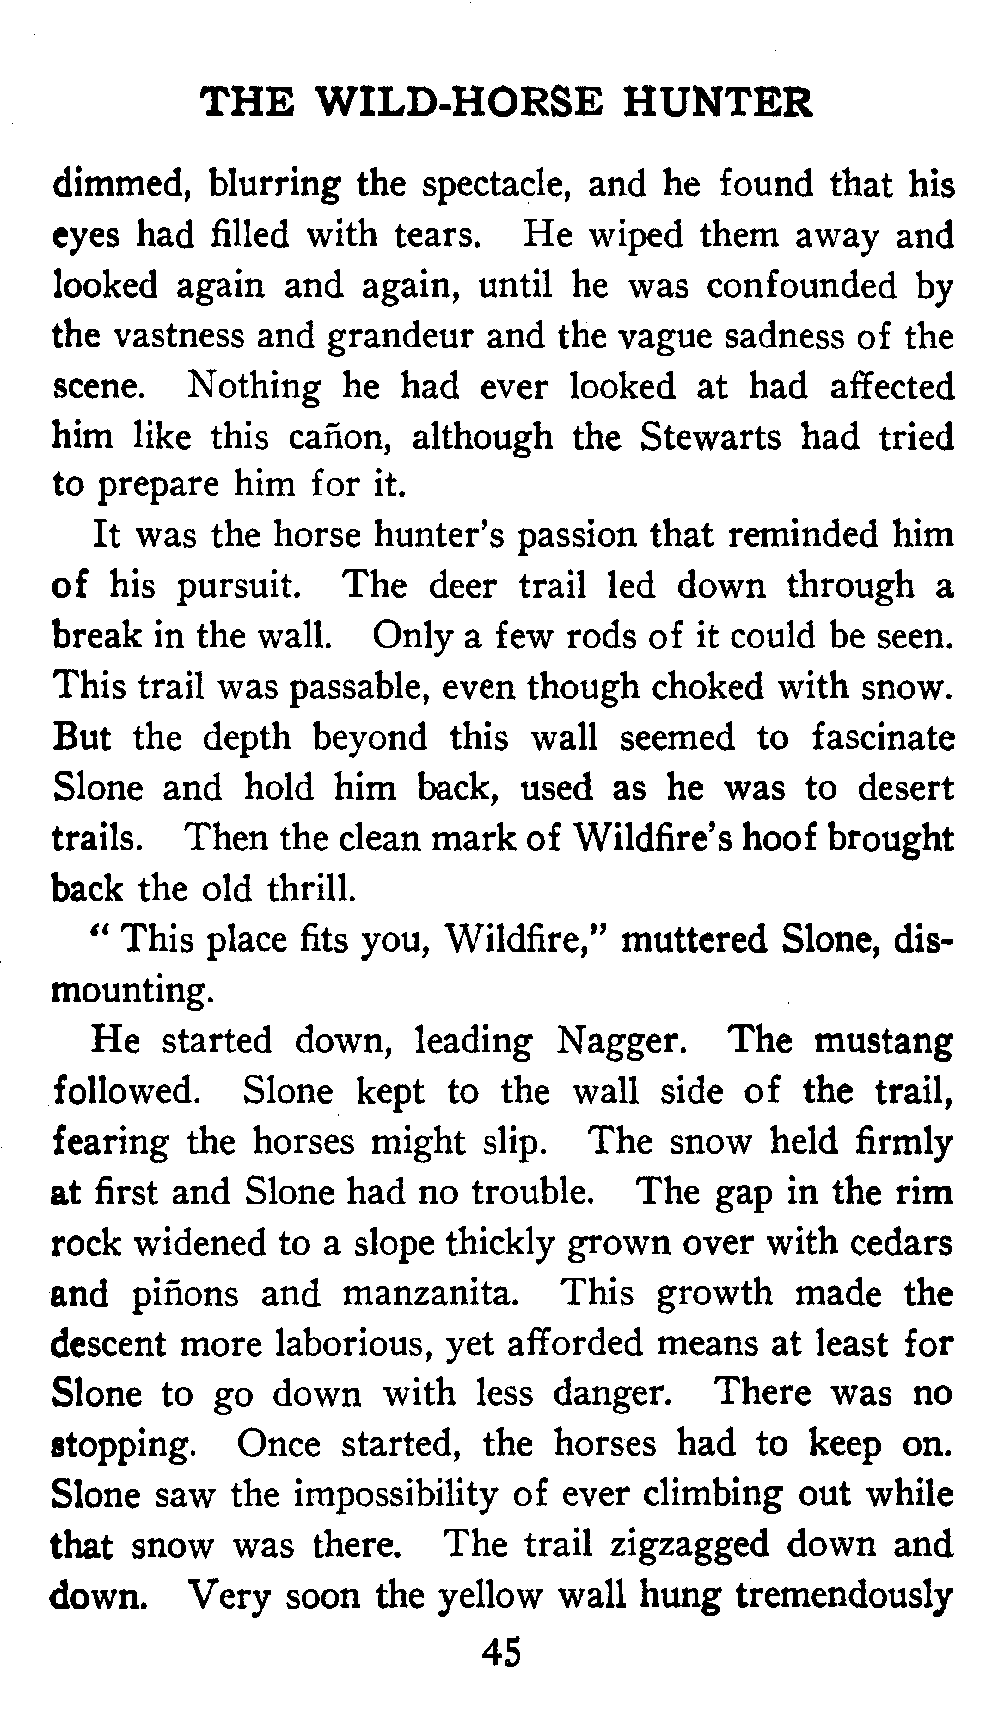 THE WILD-HORSE HUNTER
dimmed, blurring the spectacle, and he found that his
eyes had filled with tears. He wiped them away and
looked again and again, until he was confounded by
the vastness and grandeur and the vague sadness of the
scene. Nothing he had ever looked at had affected
him like this cañon, although the Stewarts had tried
to prepare him for it.
It was the horse hunter's passion that reminded him
of his pursuit. The deer trail led down through a
break in the wall. Only a few rods of it could be seen.
This trail was passable, even though choked with snow.
But the depth beyond this wall seemed to fascinate
Slone and hold him back, used as he was to desert
trails. Then the clean mark of Wildfire's hoof brought
back the old thrill.
" This place fits you, Wildfire," muttered Slone, dis-
mounting.
He started down, leading Nagger. The mustang
followed. Slone kept to the wall side of the trail,
fearing the horses might slip. The snow held firmly
at first and Slone had no trouble. The gap in the rim
rock widened to a slope thickly grown over with cedars
and piñons and manzanita. This growth made the
descent more laborious, yet afforded means at least for
Slone to go down with less danger. There was no
stopping. Once started, the horses had to keep on.
Slone saw the impossibility of ever climbing out while
that snow was there. The trail zigzagged down and
down. Very soon the yellow wall hung tremendously
45